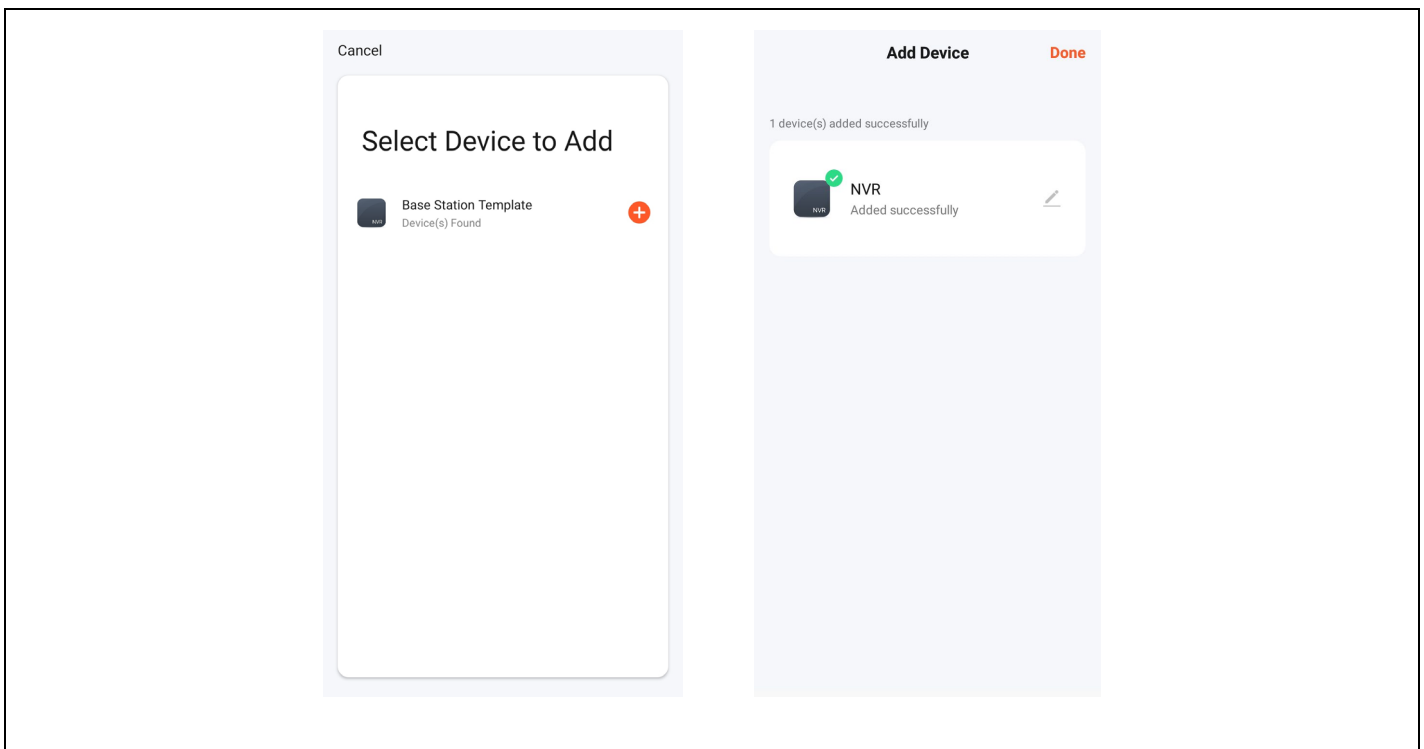 Cancel
Select Device to Add
NVR
Base Station Template
Device(s) Found
Add Device
Done
1 device(s) added successfully
NVR
NVR
Added successfully